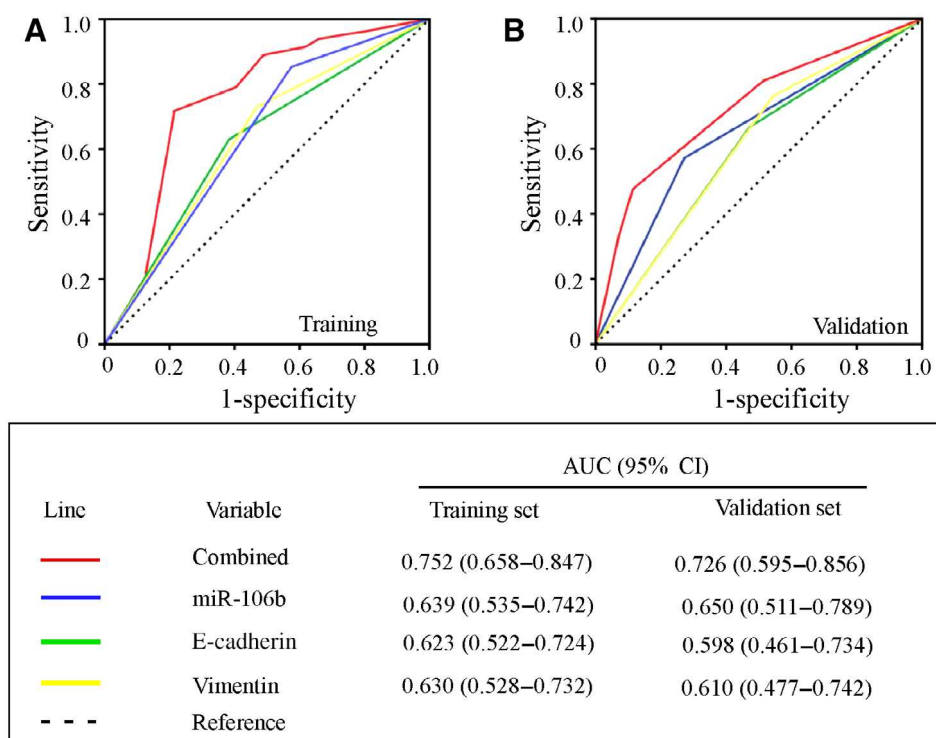 A
B
Sensitivity
1.0
0.8
0.6
0.4
0.2
0
0 0.2 0.4 0.6 0.8 1.0
Training
1-specificity
Sensitivity
1.0
0.8
0.6
0.4
0.2
0
0 0.2 0.4 0.6 0.8 1.0
Validation
1-specificity
AUC (95% CI)
Line Variable Training set Validation set
Combined 0.752 (0.658–0.847) 0.726 (0.595–0.856)
miR-106b 0.639 (0.535–0.742) 0.650 (0.511–0.789)
E-cadherin 0.623 (0.522–0.724) 0.598 (0.461–0.734)
Vimentin 0.630 (0.528–0.732) 0.610 (0.477–0.742)
Reference